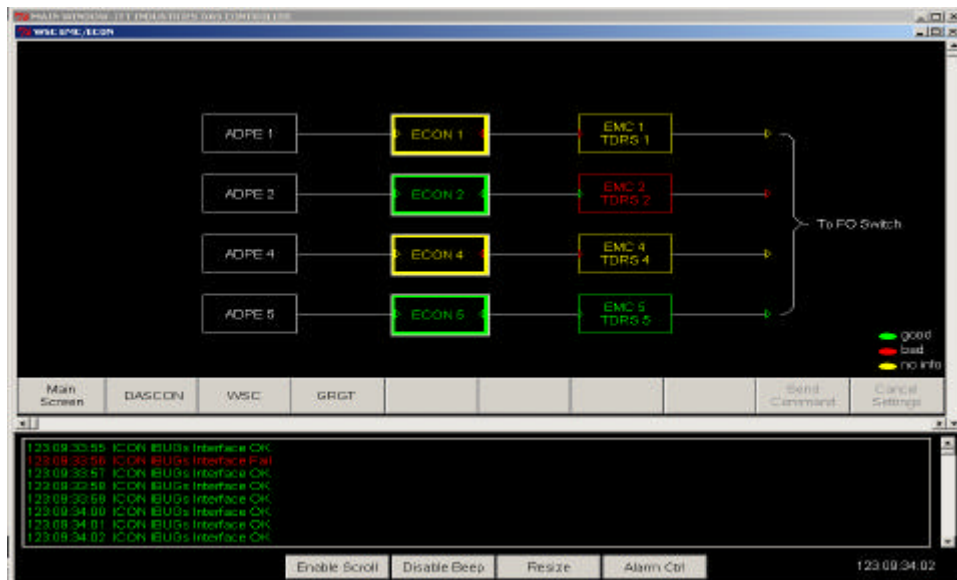 MAIN WINDOW
WSC EMC/ECON
ADPE 1
ECON 1
EMC 1
TDRS 1
ADPE 2
ECON 2
EMC 2
TDRS 2
To FO Switch
ADPE 4
ECON 4
EMC 4
TDRS 4
ADPE 5
ECON 5
EMC 5
TDRS 5
good
bad
no info
Main
Screen
DASCON
WSC
GRGT
Send
Command
Cancel
Settings
123:09:33:55 ICON IBUGs Interface OK
123:09:33:56 ICON IBUGs Interface Fail
123:09:33:57 ICON IBUGs Interface OK
123:09:33:58 ICON IBUGs Interface OK
123:09:33:59 ICON IBUGs Interface OK
123:09:34:00 ICON IBUGs Interface OK
123:09:34:01 ICON IBUGs Interface OK
123:09:34:02 ICON IBUGs Interface OK
Enable Scroll
Disable Beep
Resize
Alarm Ctrl
123:09:34:02